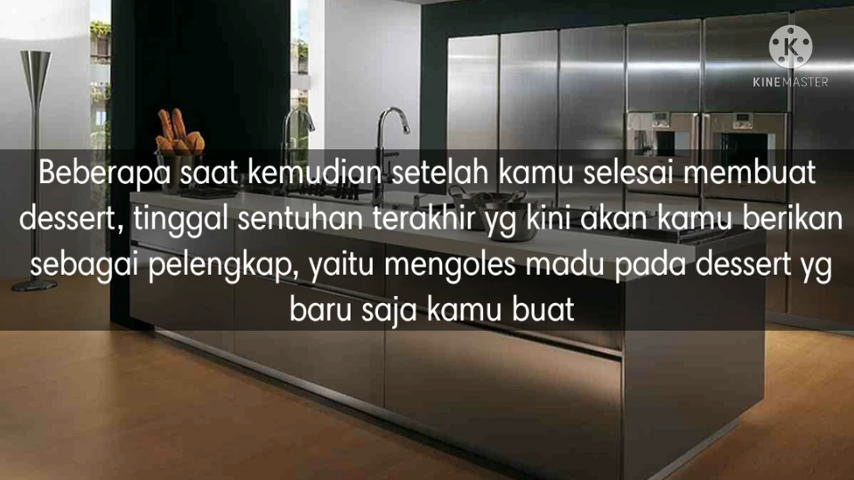 KINEMASTER
Beberapa saat kemudian setelah kamu selesai membuat
dessert, tinggal sentuhan terakhir yg kini akan kamu berikan
sebagai pelengkap, yaitu mengoles madu pada dessert yg
baru saja kamu buat